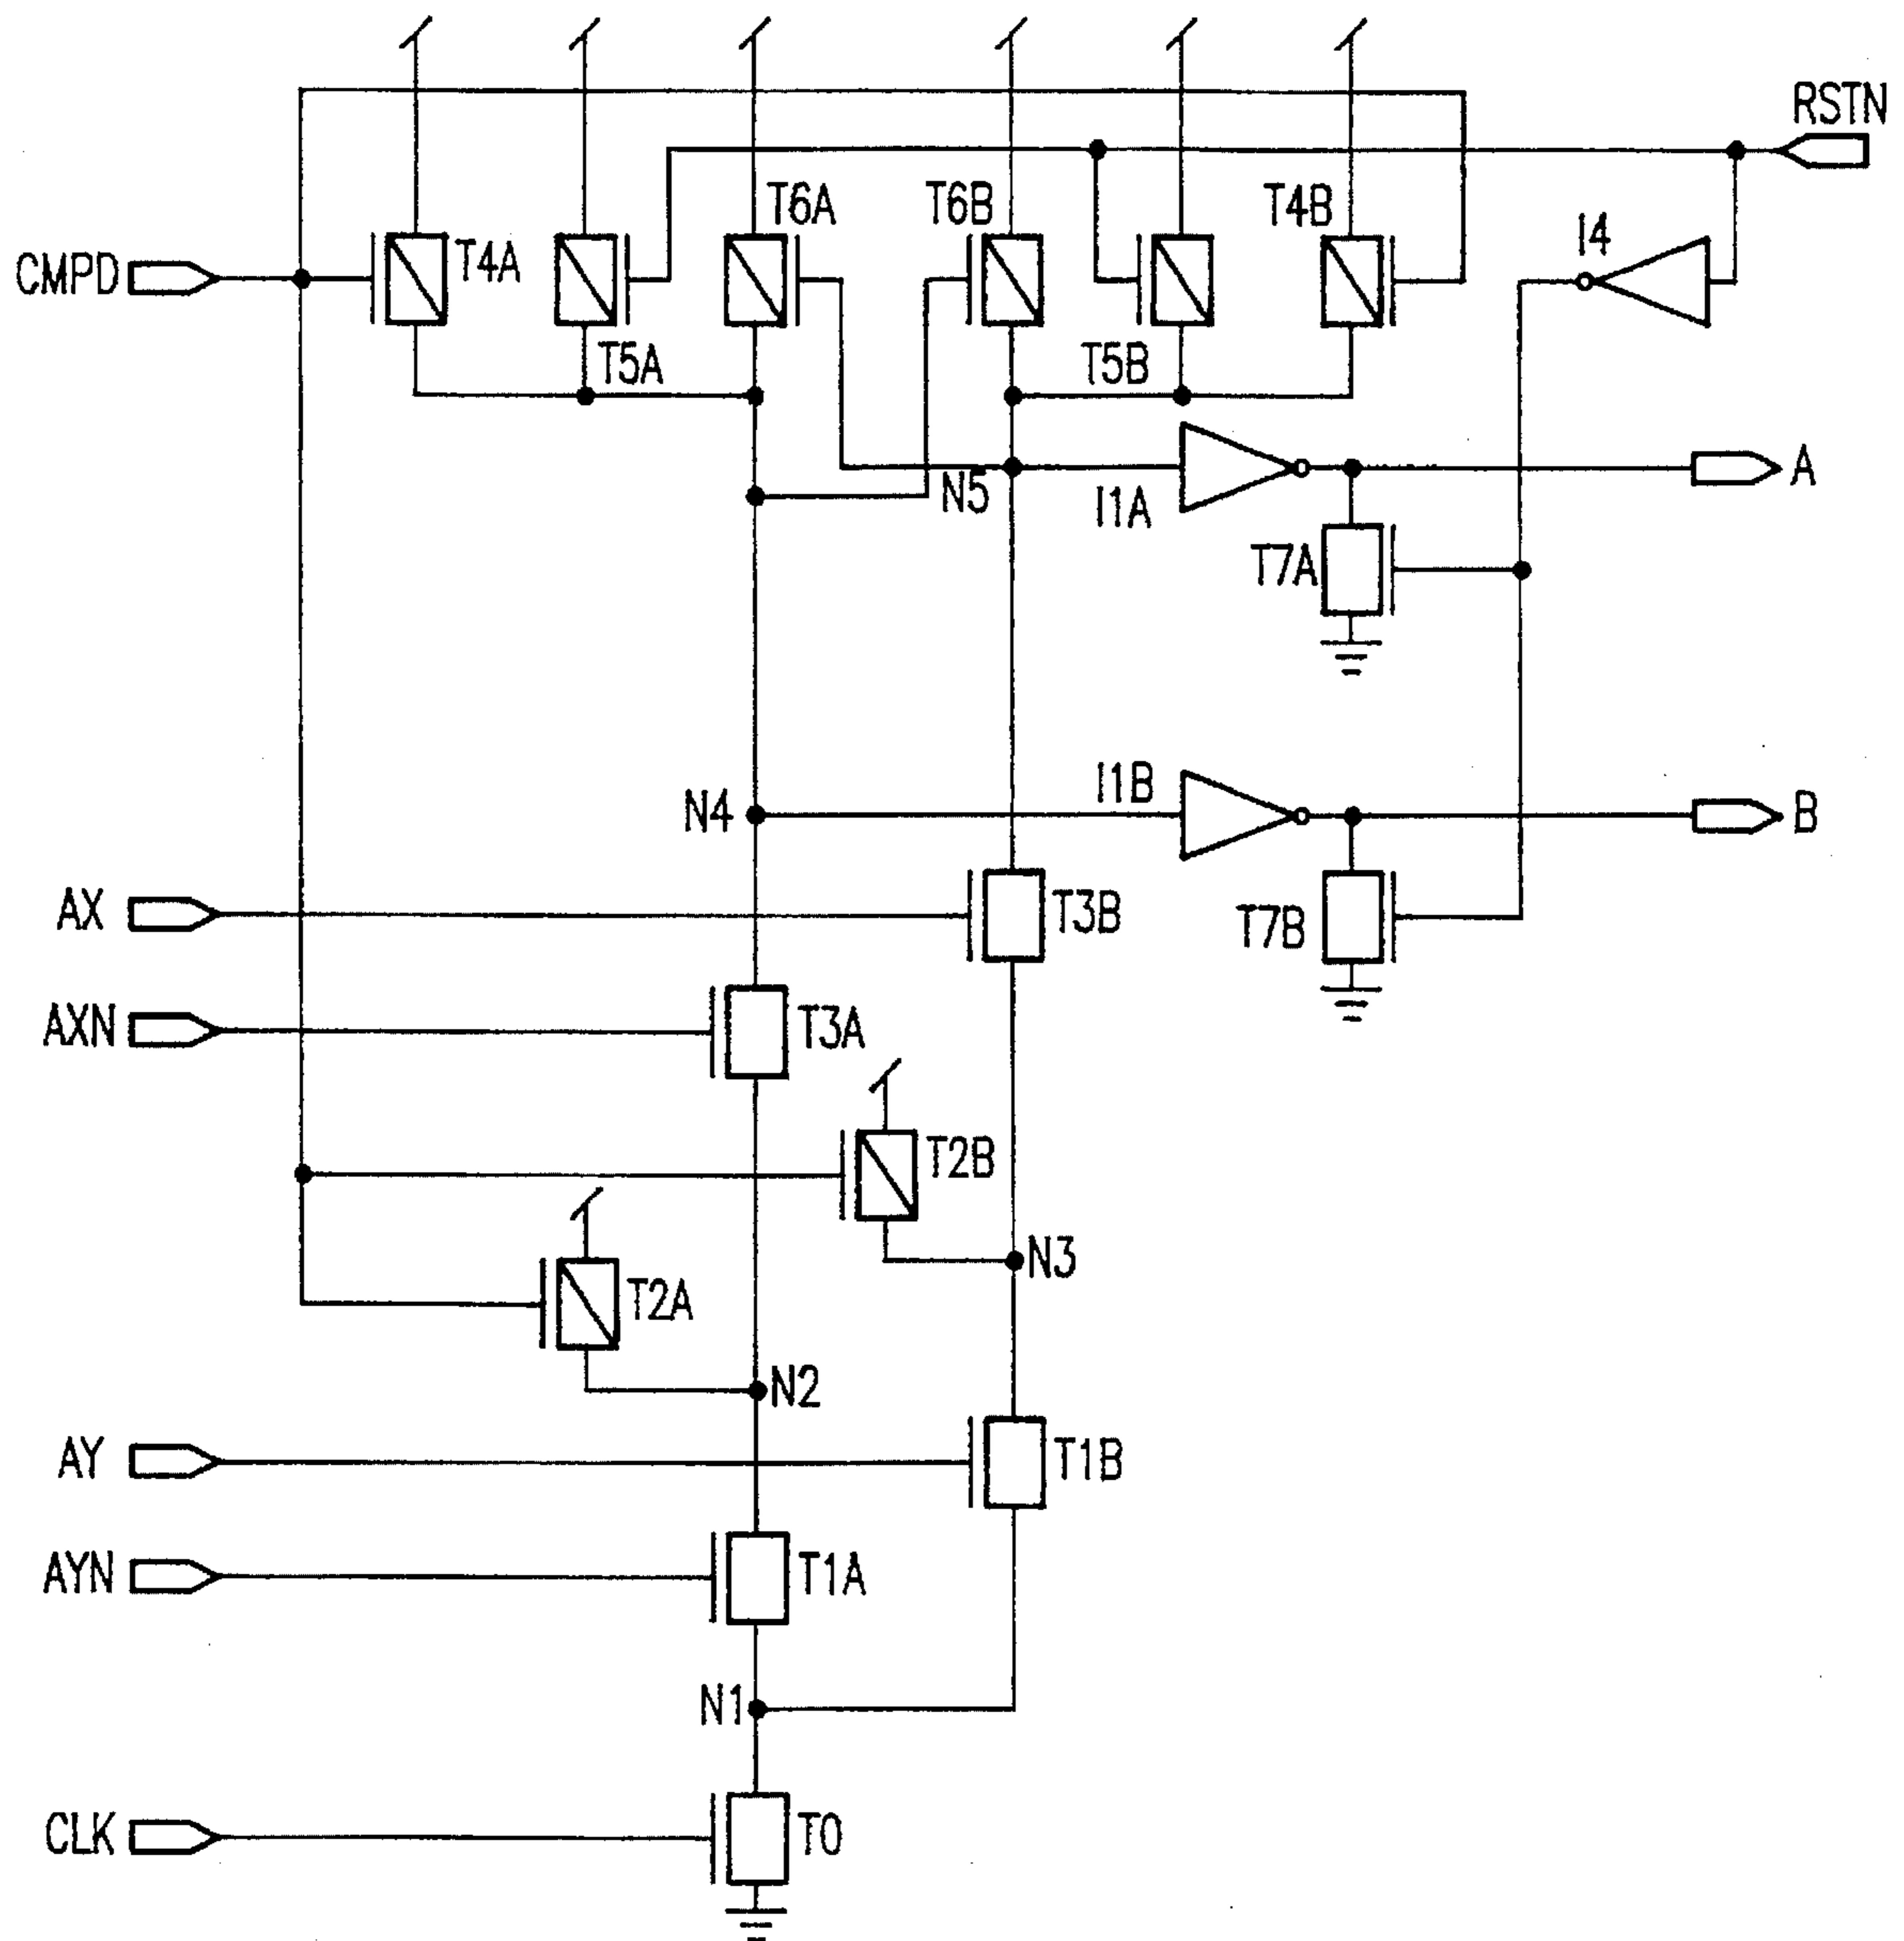 RSTN
T6A
T6B
T4B
I4
CMPD
T4A
T5A
T5B
A
N5
I1A
T7A
I1B
N4
B
AX
T3B
T7B
AXN
T3A
T2B
N3
T2A
N2
AY
T1B
AYN
T1A
N1
CLK
T0